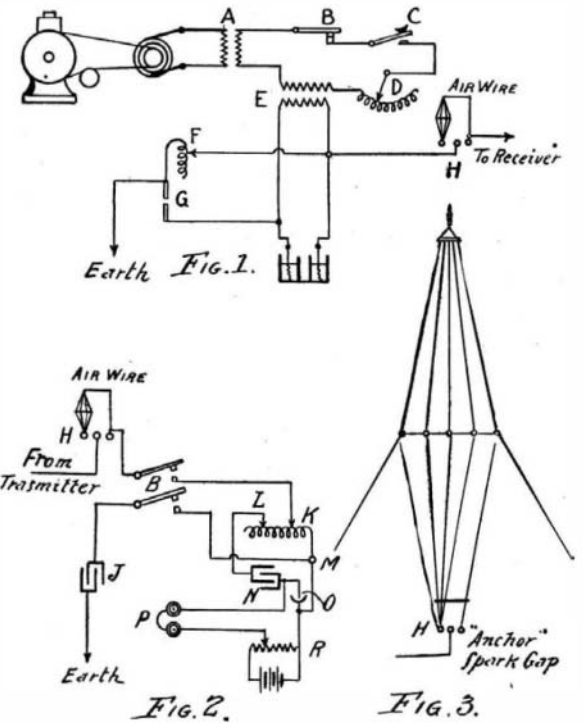 A
B
C
D
E
AIR WIRE
F
H
To Receiver
G
Earth
FIG. 1.
AIR WIRE
H
From
Trasmitter
B
L
K
J
M
N
O
P
R
Earth
H
"Anchor"
Spark Gap
FIG. 2.
FIG. 3.